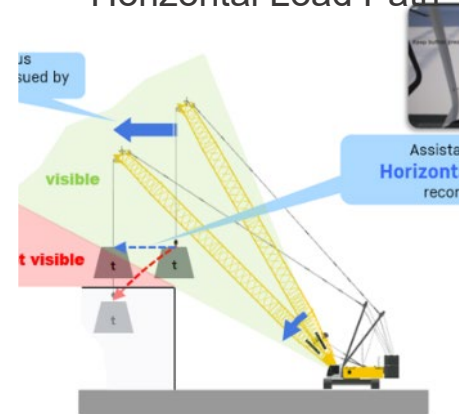 Horizontal Load Path
us
sued by
visible
t visible
t
t
t
Assista
Horizont
recor